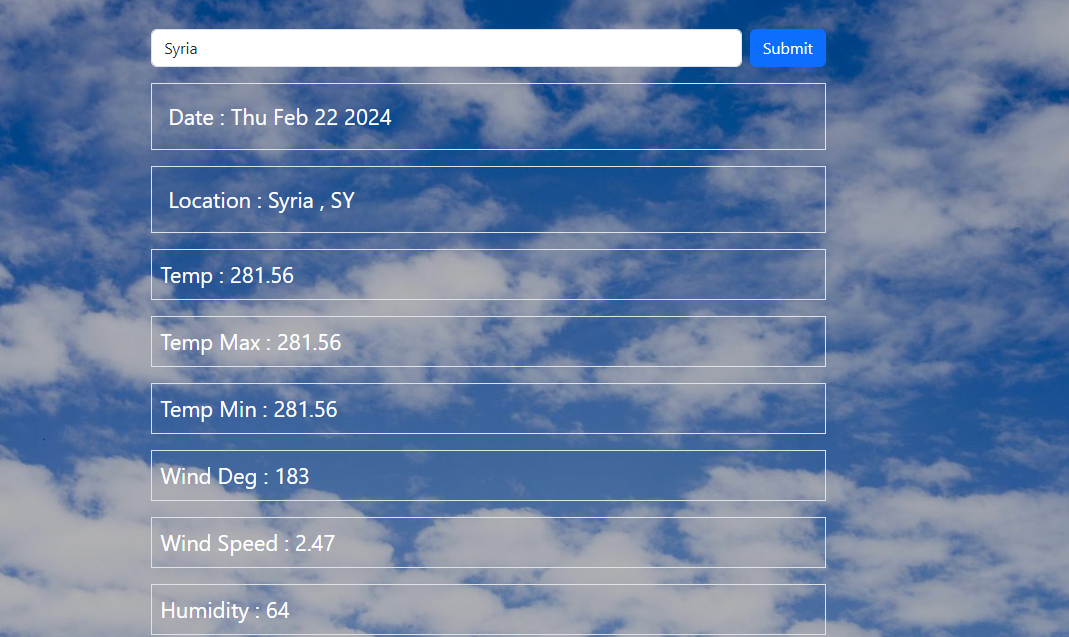 Syria
Submit
Date : Thu Feb 22 2024
Location : Syria , SY
Temp : 281.56
Temp Max : 281.56
Temp Min : 281.56
Wind Deg : 183
Wind Speed : 2.47
Humidity : 64